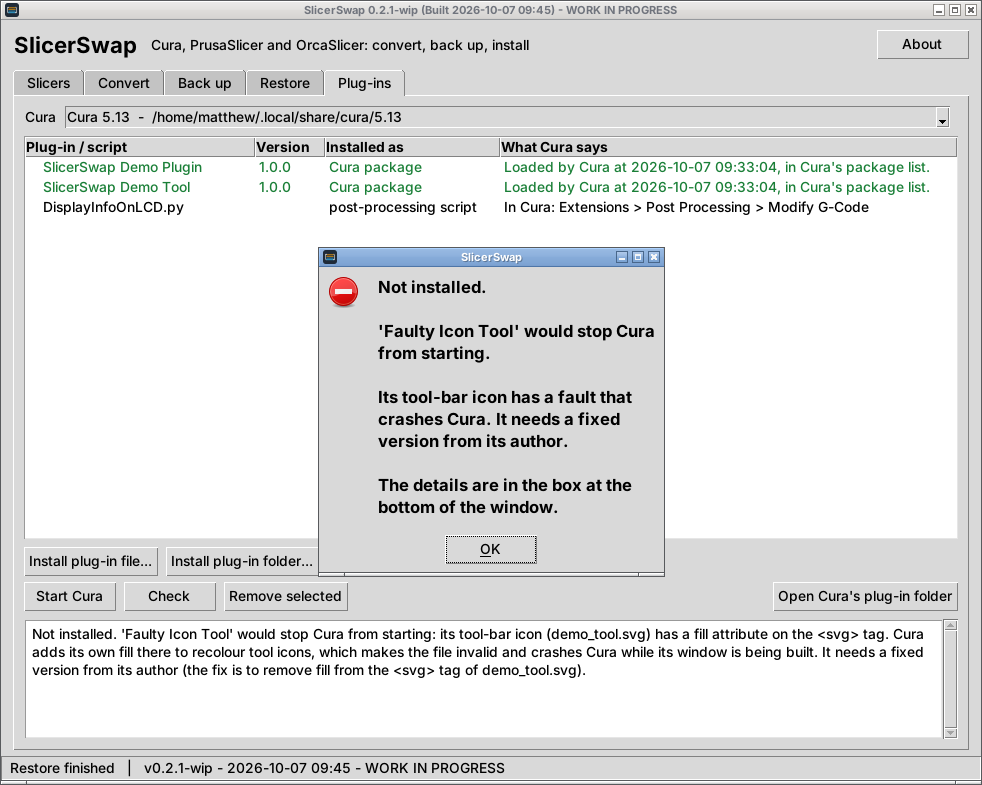 SlicerSwap 0.2.1-wip (Built 2026-10-07 09:45) - WORK IN PROGRESS
SlicerSwap Cura, PrusaSlicer and OrcaSlicer: convert, back up, install
About
Slicers Convert Back up Restore Plug-ins
Cura Cura 5.13 - /home/matthew/.local/share/cura/5.13
Plug-in / script Version Installed as What Cura says
SlicerSwap Demo Plugin 1.0.0 Cura package Loaded by Cura at 2026-10-07 09:33:04, in Cura's package list.
SlicerSwap Demo Tool 1.0.0 Cura package Loaded by Cura at 2026-10-07 09:33:04, in Cura's package list.
DisplayInfoOnLCD.py post-processing script In Cura: Extensions > Post Processing > Modify G-Code
SlicerSwap
Not installed.
'Faulty Icon Tool' would stop Cura
from starting.
Its tool-bar icon has a fault that
crashes Cura. It needs a fixed
version from its author.
The details are in the box at the
bottom of the window.
OK
Install plug-in file... Install plug-in folder...
Start Cura Check Remove selected Open Cura's plug-in folder
Not installed. 'Faulty Icon Tool' would stop Cura from starting: its tool-bar icon (demo_tool.svg) has a fill attribute on the <svg> tag. Cura
adds its own fill there to recolour tool icons, which makes the file invalid and crashes Cura while its window is being built. It needs a fixed
version from its author (the fix is to remove fill from the <svg> tag of demo_tool.svg).
Restore finished | v0.2.1-wip - 2026-10-07 09:45 - WORK IN PROGRESS